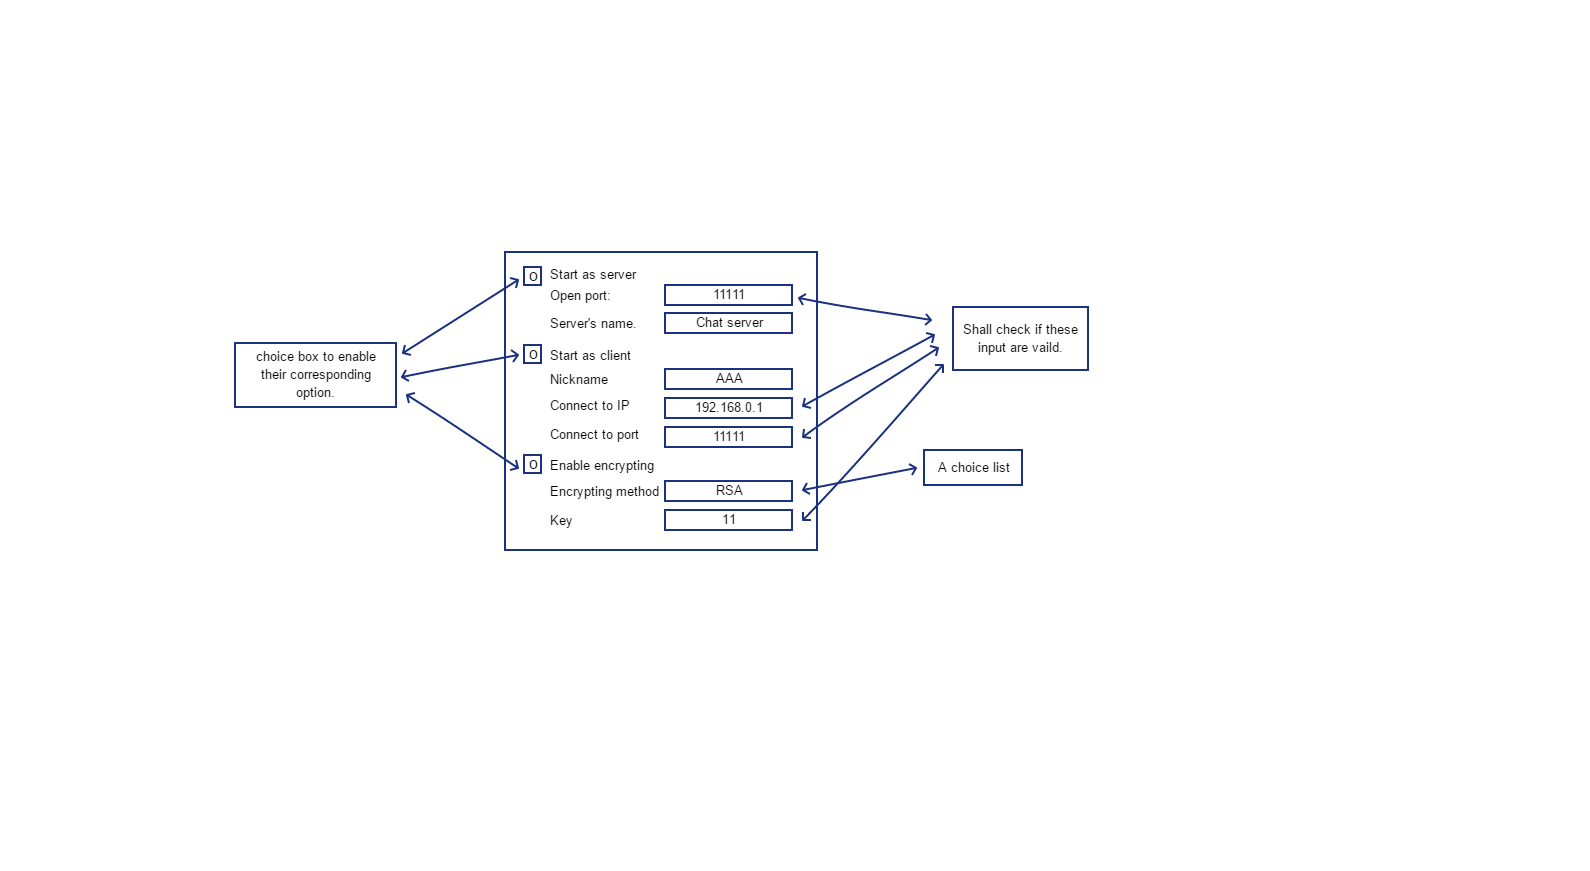 O Start as server
Open port: 11111
Server's name. Chat server
O Start as client
Nickname AAA
Connect to IP 192.168.0.1
Connect to port 11111
O Enable encrypting
Encrypting method RSA
Key 11
choice box to enable
their corresponding
option.
Shall check if these
input are vaild.
A choice list